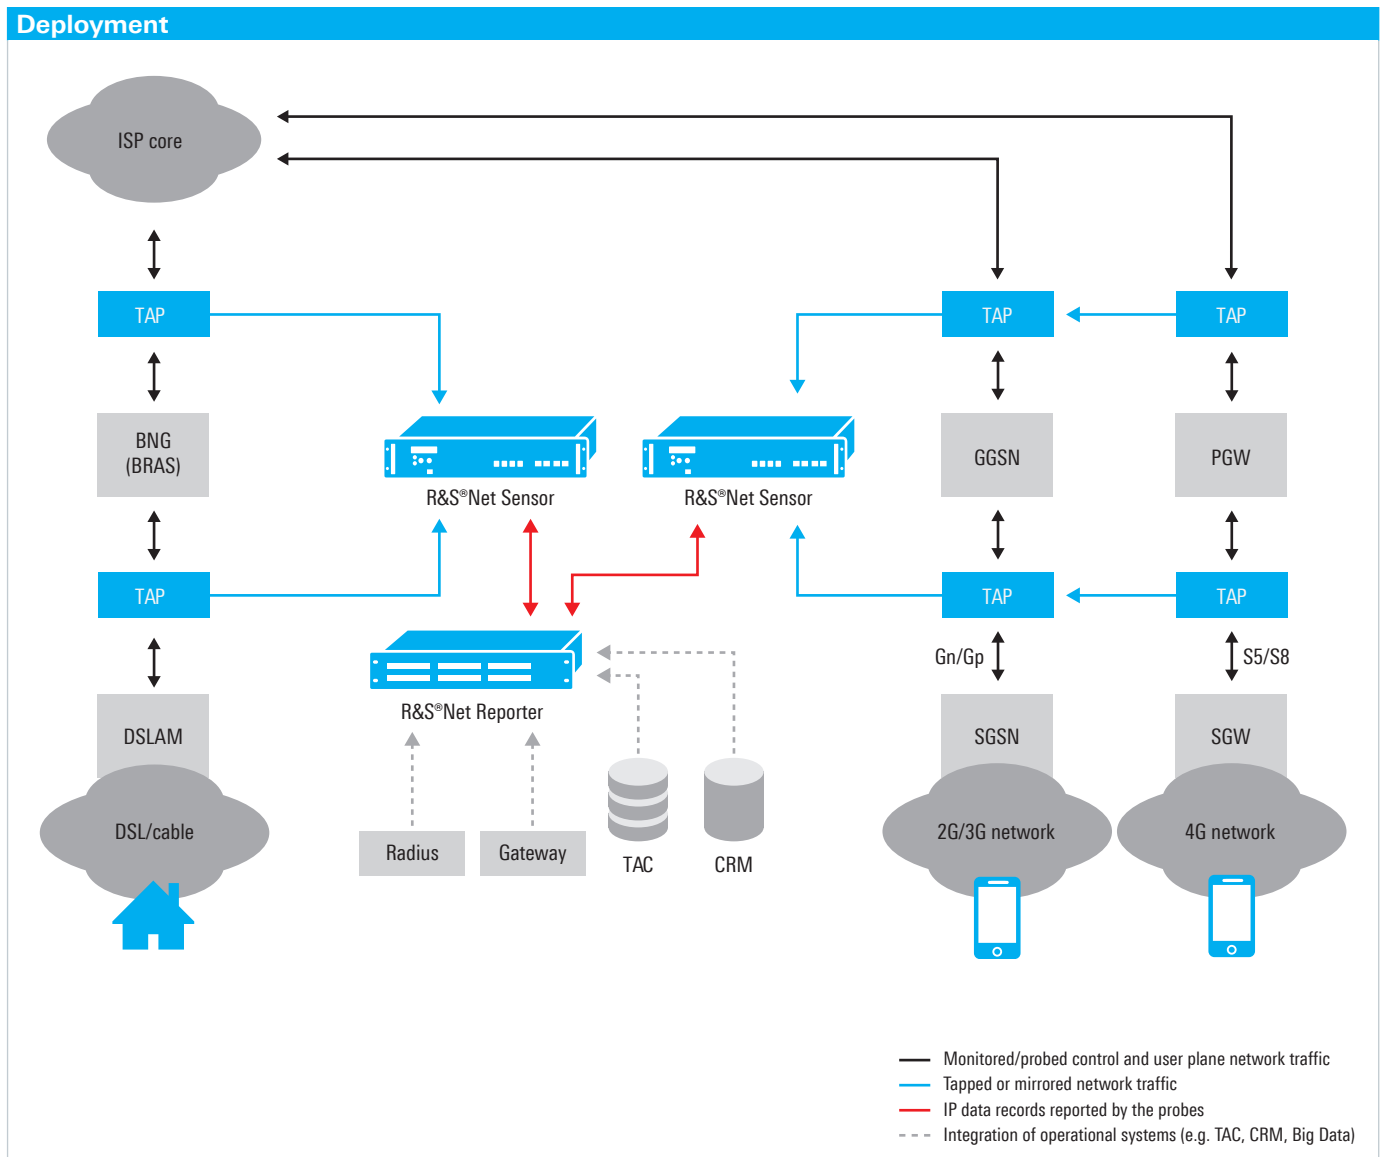 Deployment
ISP core
TAP
TAP
TAP
BNG
(BRAS)
GGSN
PGW
R&S®Net Sensor
R&S®Net Sensor
TAP
TAP
TAP
Gn/Gp
S5/S8
R&S®Net Reporter
DSLAM
SGSN
SGW
DSL/cable
2G/3G network
4G network
Radius
Gateway
TAC
CRM
Monitored/probed control and user plane network traffic
Tapped or mirrored network traffic
IP data records reported by the probes
Integration of operational systems (e.g. TAC, CRM, Big Data)